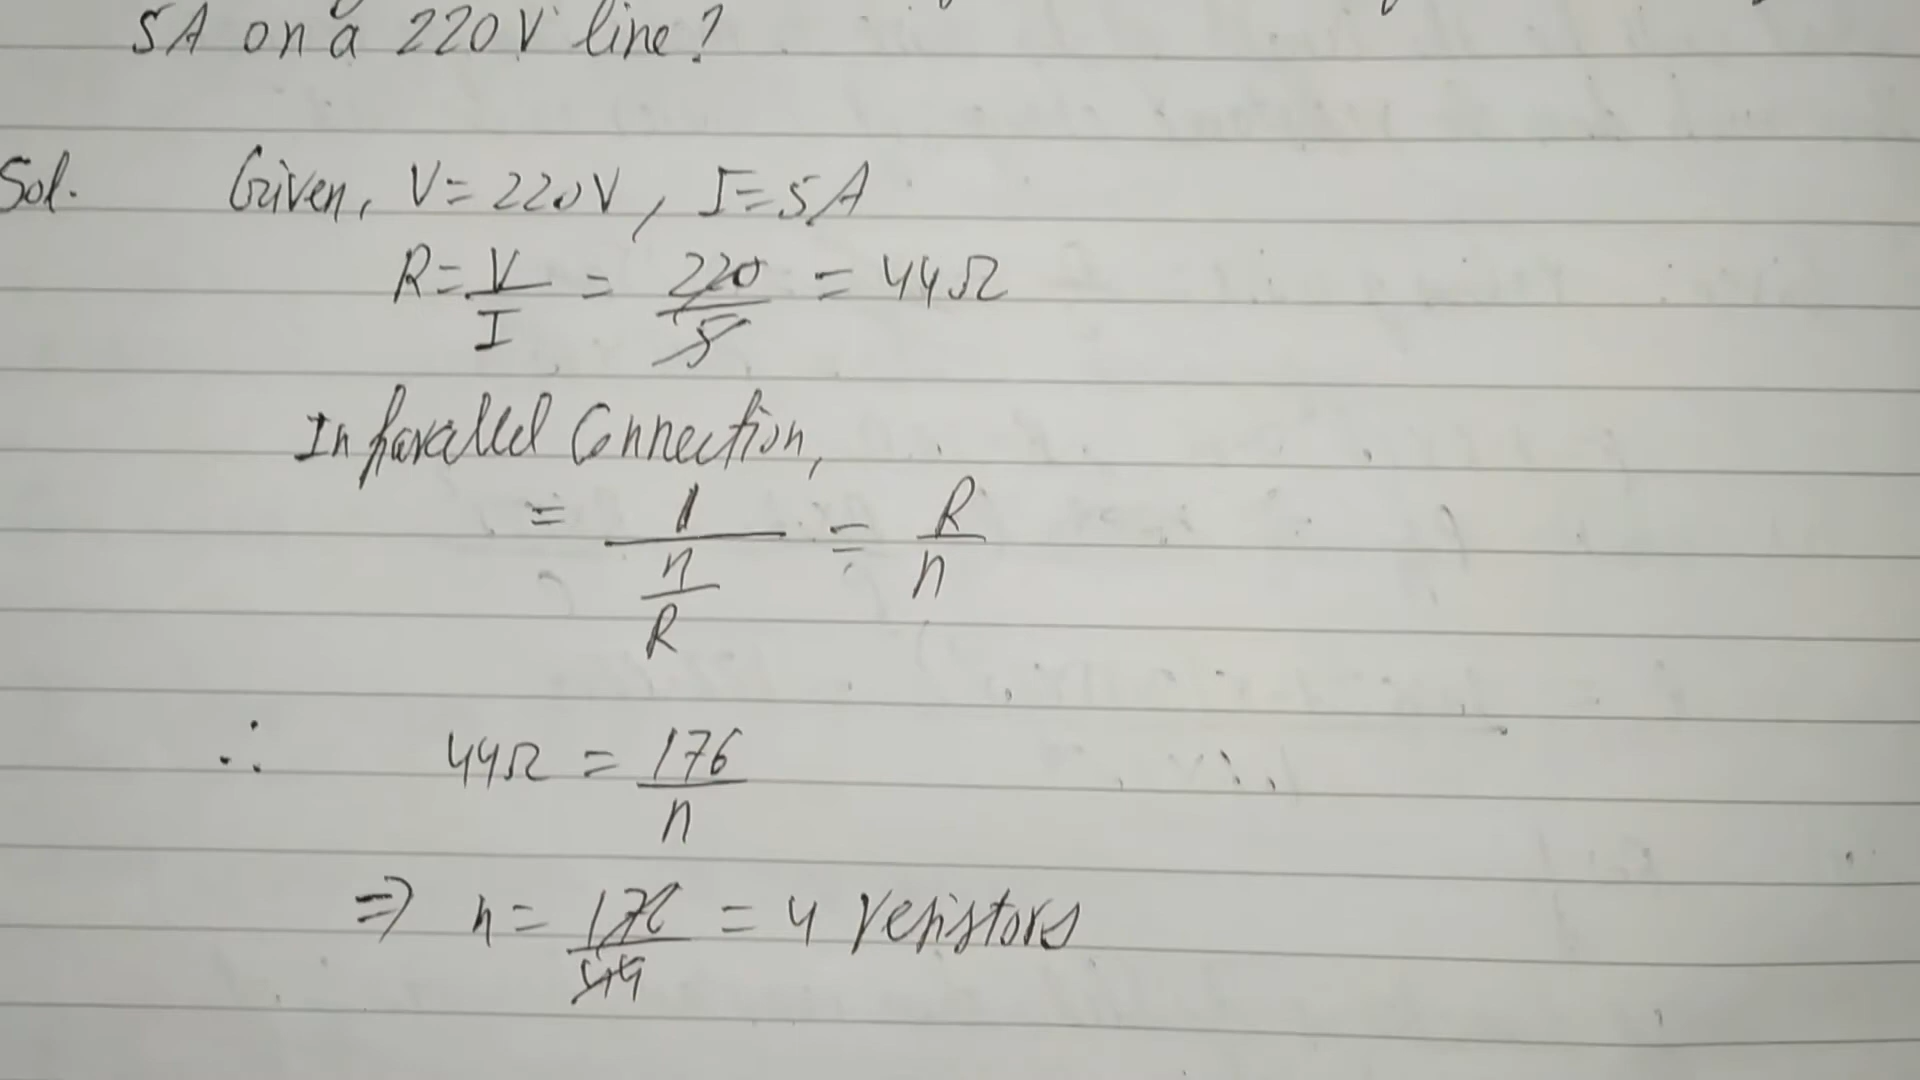 5A on a 220V line?
Sol. Given, V = 220V, I = 5A
R = V/I = 220/5 = 44Ω
In parallel Connection,
= 1/(n/R) = R/n
∴ 44Ω = 176/n
⇒ n = 176/44 = 4 resistors